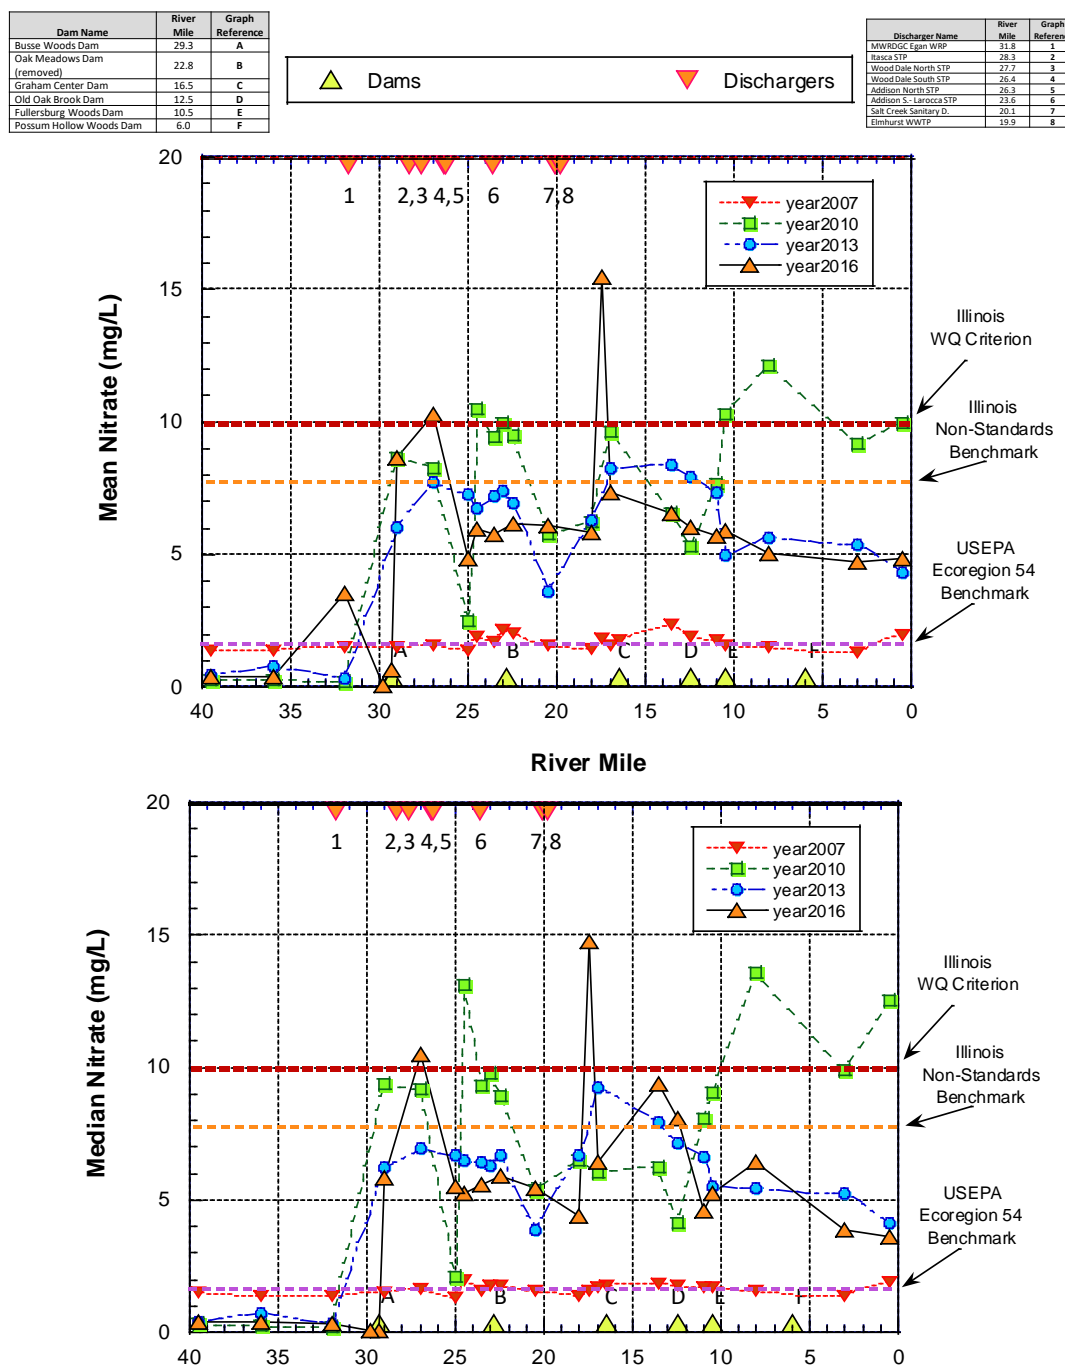 Dam Name River Mile Graph Reference
Busse Woods Dam 29.3 A
Oak Meadows Dam (removed) 22.8 B
Graham Center Dam 16.5 C
Old Oak Brook Dam 12.5 D
Fullersburg Woods Dam 10.5 E
Possum Hollow Woods Dam 6.0 F
Dams Dischargers
Discharger Name River Mile Graph Reference
MWRDGC Egan WRP 31.8 1
Itasca STP 28.3 2
Wood Dale North STP 27.7 3
Wood Dale South STP 26.4 4
Addison North STP 26.3 5
Addison S.- Larocca STP 23.6 6
Salt Creek Sanitary D. 20.1 7
Elmhurst WWTP 19.9 8
20
15
10
5
0
Mean Nitrate (mg/L)
1 2,3 4,5 6 7,8
year2007
year2010
year2013
year2016
Illinois
WQ Criterion
Illinois
Non-Standards
Benchmark
USEPA
Ecoregion 54
Benchmark
A B C D E F
40 35 30 25 20 15 10 5 0
River Mile
20
15
10
5
0
Median Nitrate (mg/L)
1 2,3 4,5 6 7,8
year2007
year2010
year2013
year2016
Illinois
WQ Criterion
Illinois
Non-Standards
Benchmark
USEPA
Ecoregion 54
Benchmark
A B C D E F
40 35 30 25 20 15 10 5 0